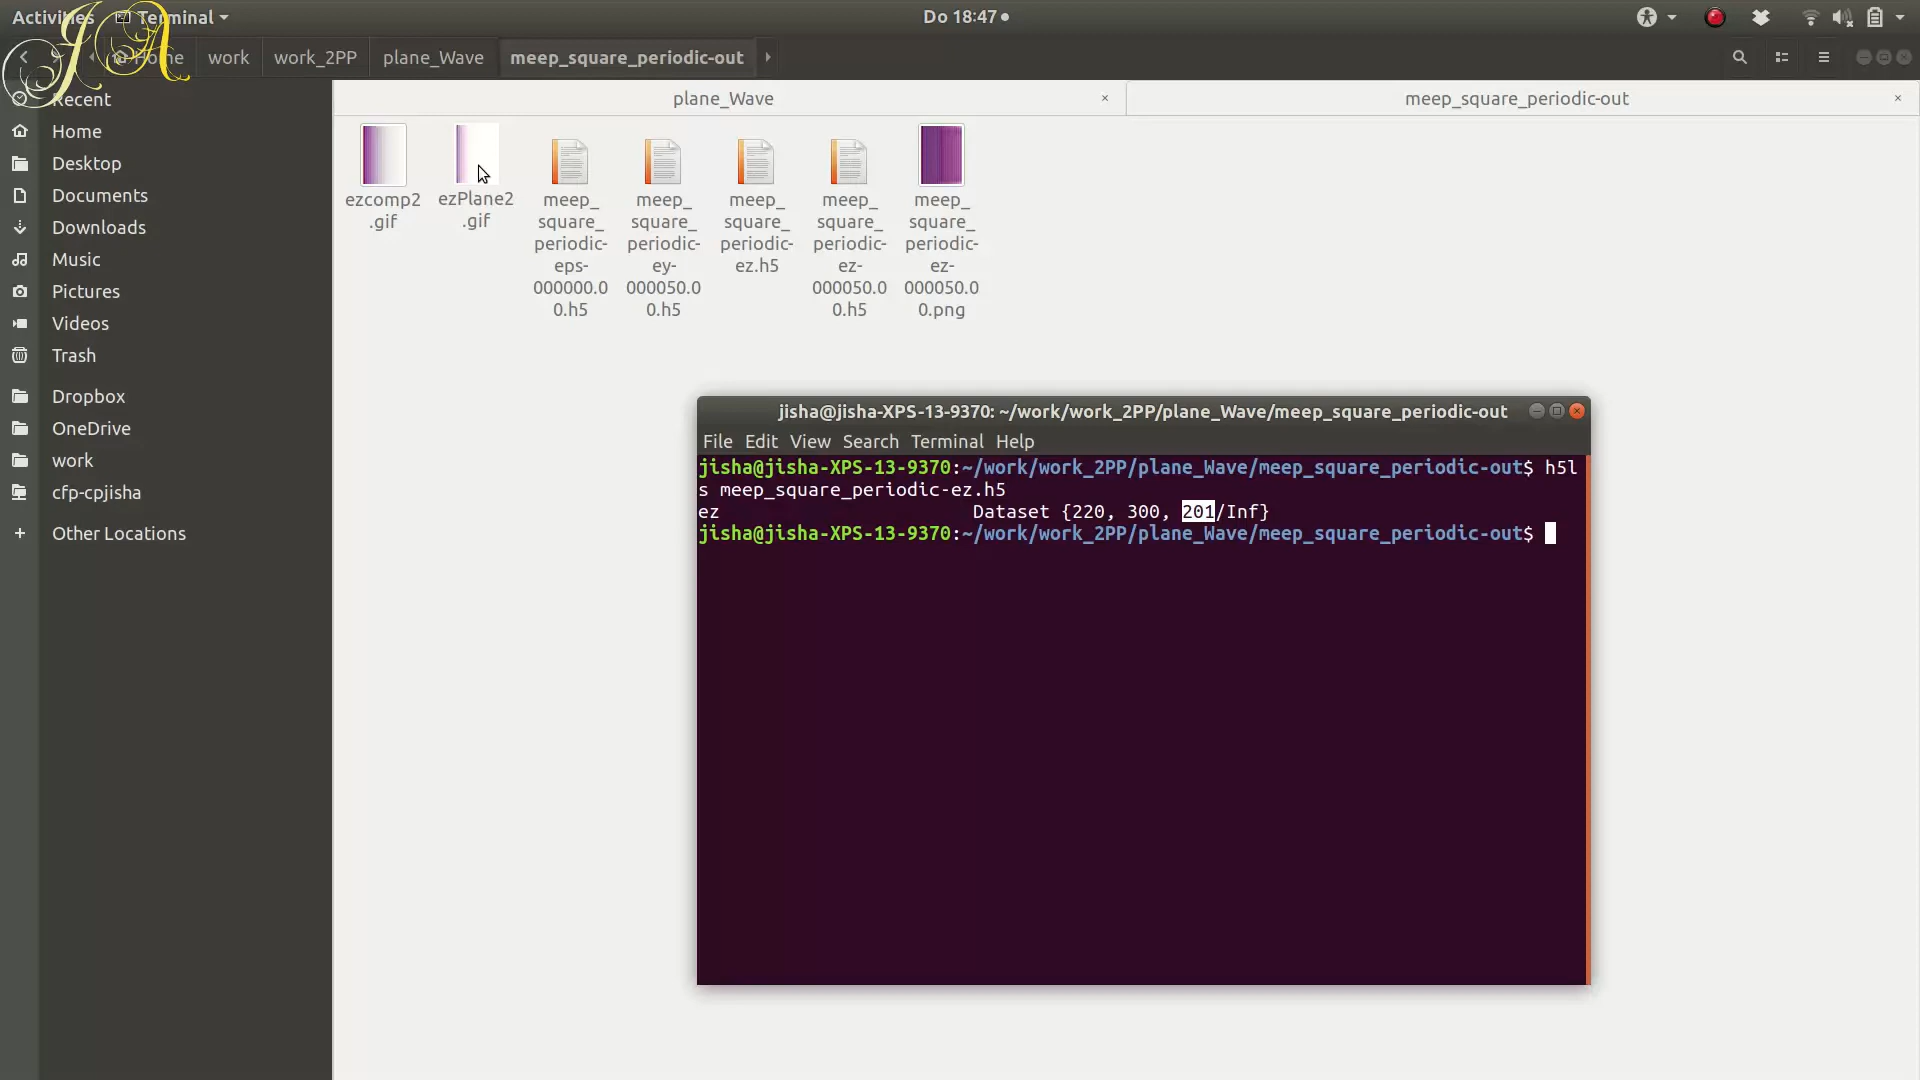 Activities
Terminal
Do 18:47
Home
work
work_2PP
plane_Wave
meep_square_periodic-out
JA
Recent
Home
Desktop
Documents
Downloads
Music
Pictures
Videos
Trash
Dropbox
OneDrive
work
cfp-cpjisha
Other Locations
plane_Wave
meep_square_periodic-out
ezcomp2
.gif
ezPlane2
.gif
meep_
square_
periodic-
eps-
000000.0
0.h5
meep_
square_
periodic-
ey-
000050.0
0.h5
meep_
square_
periodic-
ez.h5
meep_
square_
periodic-
ez-
000050.0
0.h5
meep_
square_
periodic-
ez-
000050.0
0.png
jisha@jisha-XPS-13-9370: ~/work/work_2PP/plane_Wave/meep_square_periodic-out
File Edit View Search Terminal Help
jisha@jisha-XPS-13-9370:~/work/work_2PP/plane_Wave/meep_square_periodic-out$ h5l
s meep_square_periodic-ez.h5
ez Dataset {220, 300, 201/Inf}
jisha@jisha-XPS-13-9370:~/work/work_2PP/plane_Wave/meep_square_periodic-out$